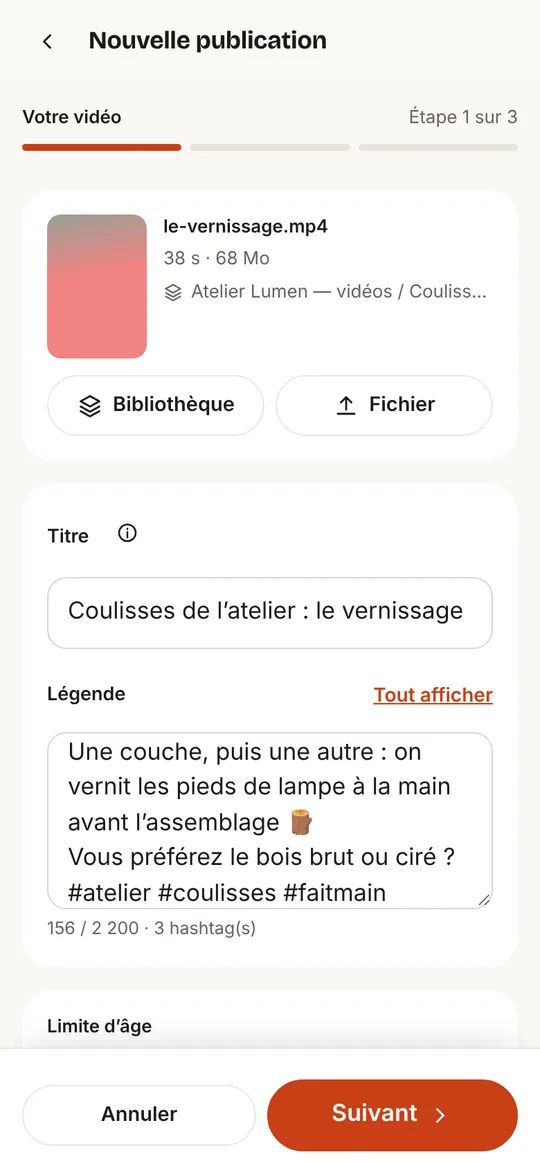 Nouvelle publication
Votre vidéo
Étape 1 sur 3
le-vernissage.mp4
38 s · 68 Mo
Atelier Lumen — vidéos / Couliss...
Bibliothèque
Fichier
Titre
Coulisses de l’atelier : le vernissage
Légende
Tout afficher
Une couche, puis une autre : on
vernit les pieds de lampe à la main
avant l’assemblage 🪵
Vous préférez le bois brut ou ciré ?
#atelier #coulisses #faitmain
156 / 2 200 · 3 hashtag(s)
Limite d’âge
Annuler
Suivant